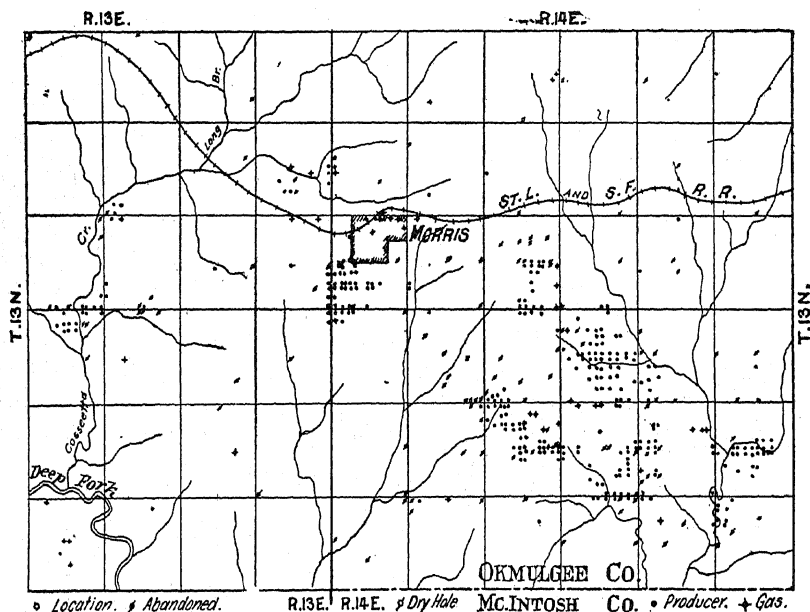 R.13E. R.14E.
Br.
Long
ST.L. AND S.F. R. R.
MORRIS
Cr.
T.13N. T.13N.
Coseema
Deep Fork
OKMULGEE CO.
Location. Abandoned. R.13E. R.14E. Dry Hole MC.INTOSH CO. Producer. Gas.